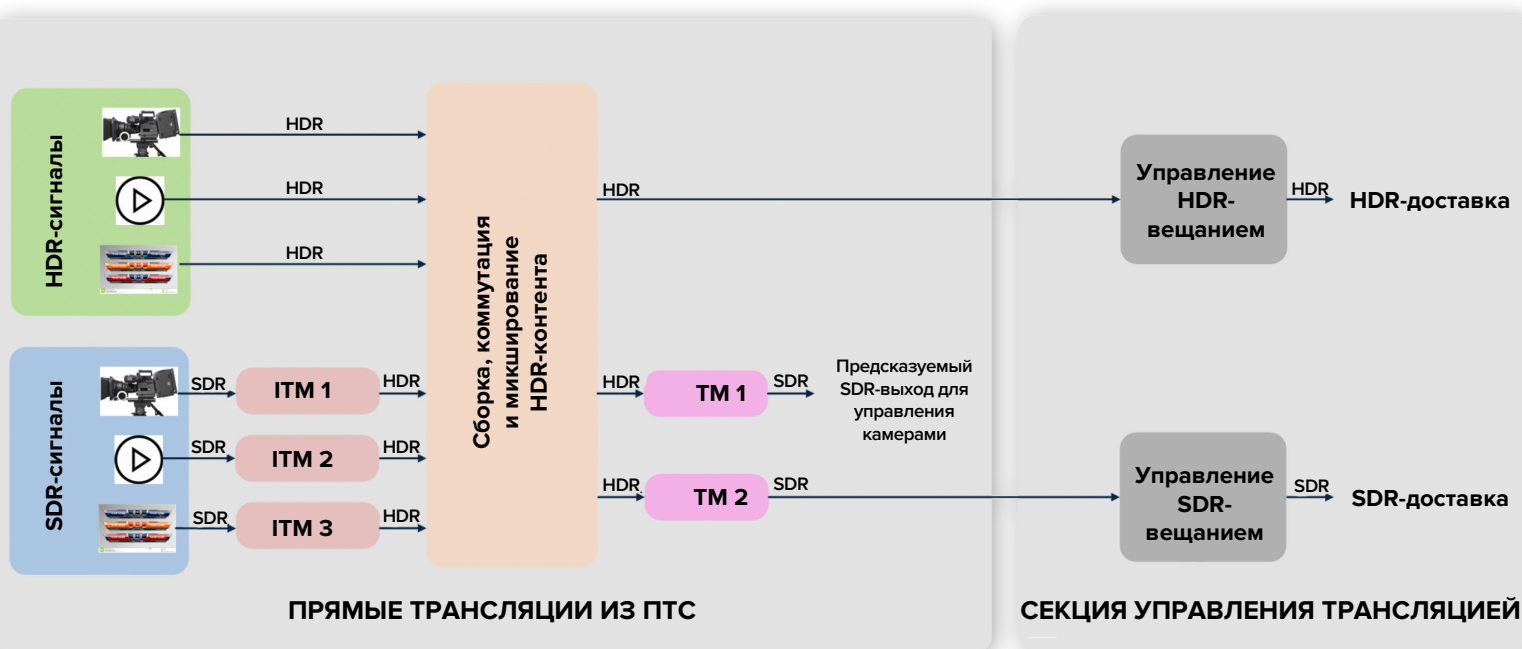 HDR-сигналы
HDR
HDR
HDR
SDR-сигналы
SDR
ITM 1
HDR
SDR
ITM 2
HDR
SDR
ITM 3
HDR
Сборка, коммутация
и микширование
HDR-контента
HDR
HDR
TM 1
SDR
Предсказуемый
SDR-выход для
управления
камерами
HDR
TM 2
SDR
ПРЯМЫЕ ТРАНСЛЯЦИИ ИЗ ПТС
Управление
HDR-
вещанием
HDR
HDR-доставка
Управление
SDR-
вещанием
SDR
SDR-доставка
СЕКЦИЯ УПРАВЛЕНИЯ ТРАНСЛЯЦИЕЙ